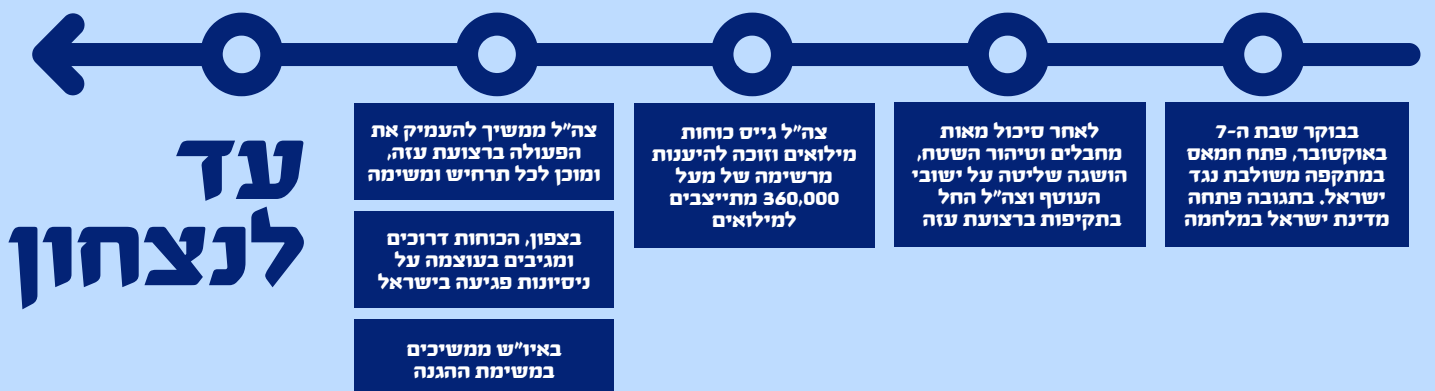 בבוקר שבת ה-7
באוקטובר, פתח חמאס
במתקפה משולבת נגד
ישראל. בתגובה פתחה
מדינת ישראל במלחמה
לאחר סיכול מאות
מחבלים וטיהור השטח,
הושגה שליטה על ישובי
העוטף וצה״ל החל
בתקיפות ברצועת עזה
צה״ל גייס כוחות
מילואים וזוכה להיענות
מרשימה של מעל
360,000 מתייצבים
למילואים
צה״ל ממשיך להעמיק את
הפעולה ברצועת עזה,
ומוכן לכל תרחיש ומשימה
בצפון, הכוחות דרוכים
ומגיבים בעוצמה על
ניסיונות פגיעה בישראל
באיו״ש ממשיכים
במשימת ההגנה
עד
לנצחון